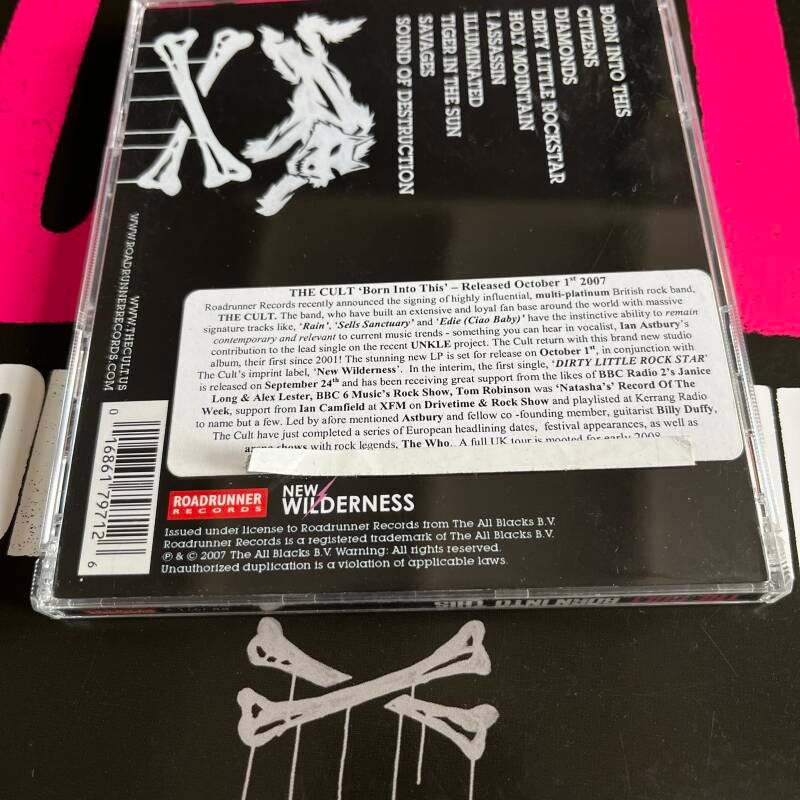 BORN INTO THIS
CITIZENS
DIAMONDS
DIRTY LITTLE ROCKSTAR
HOLY MOUNTAIN
I ASSASSIN
ILLUMINATED
TIGER IN THE SUN
SAVAGES
SOUND OF DESTRUCTION
WWW.THECULT.US
WWW.ROADRUNNERRECORDS.COM
THE CULT 'Born Into This' – Released October 1st 2007
Roadrunner Records recently announced the signing of highly influential, multi-platinum British rock band,
THE CULT. The band, who have built an extensive and loyal fan base around the world with massive
signature tracks like, 'Rain', 'Sells Sanctuary' and 'Edie (Ciao Baby)' have the instinctive ability to remain
contemporary and relevant to current music trends - something you can hear in vocalist, Ian Astbury's
contribution to the lead single on the recent UNKLE project. The Cult return with this brand new studio
album, their first since 2001! The stunning new LP is set for release on October 1st, in conjunction with
The Cult's imprint label, 'New Wilderness'. In the interim, the first single, 'DIRTY LITTLE ROCK STAR'
is released on September 24th and has been receiving great support from the likes of BBC Radio 2's Janice
Long & Alex Lester, BBC 6 Music's Rock Show, Tom Robinson was 'Natasha's' Record Of The
Week, support from Ian Camfield at XFM on Drivetime & Rock Show and playlisted at Kerrang Radio
to name but a few. Led by afore mentioned Astbury and fellow co -founding member, guitarist Billy Duffy,
The Cult have just completed a series of European headlining dates, festival appearances, as well as
arena shows with rock legends, The Who. A full UK tour is mooted for early 2008
0 16861 79712 6
ROADRUNNER
RECORDS
NEW
WILDERNESS
Issued under license to Roadrunner Records from The All Blacks B.V.
Roadrunner Records is a registered trademark of The All Blacks B.V.
℗ & © 2007 The All Blacks B.V. Warning: All rights reserved.
Unauthorized duplication is a violation of applicable laws.
THE CULT BORN INTO THIS